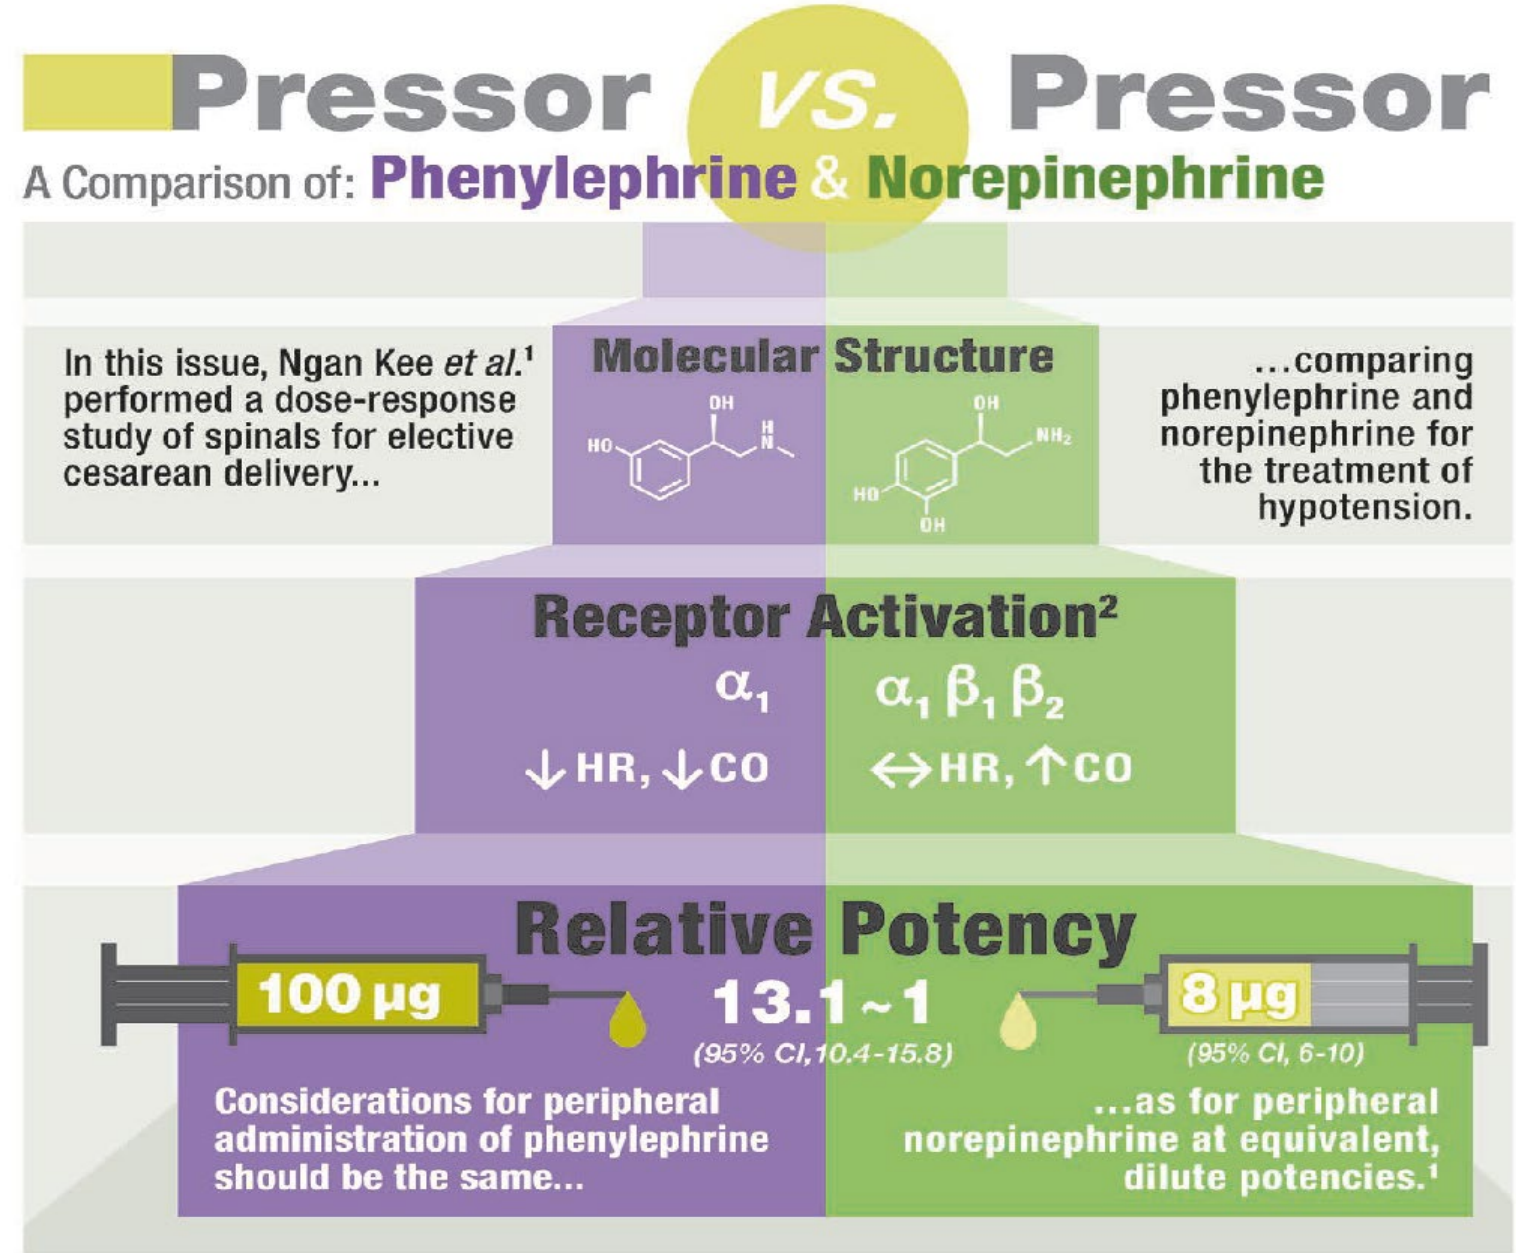 Pressor vs. Pressor
A Comparison of: Phenylephrine & Norepinephrine
In this issue, Ngan Kee et al.¹
performed a dose-response
study of spinals for elective
cesarean delivery...
Molecular Structure
OH
HO
H
N
OH
NH₂
HO
OH
...comparing
phenylephrine and
norepinephrine for
the treatment of
hypotension.
Receptor Activation²
α₁
α₁ β₁ β₂
↓HR, ↓CO
↔HR, ↑CO
Relative Potency
100 µg
13.1~1
8 µg
(95% CI, 10.4-15.8)
(95% CI, 6-10)
Considerations for peripheral
administration of phenylephrine
should be the same...
...as for peripheral
norepinephrine at equivalent,
dilute potencies.¹